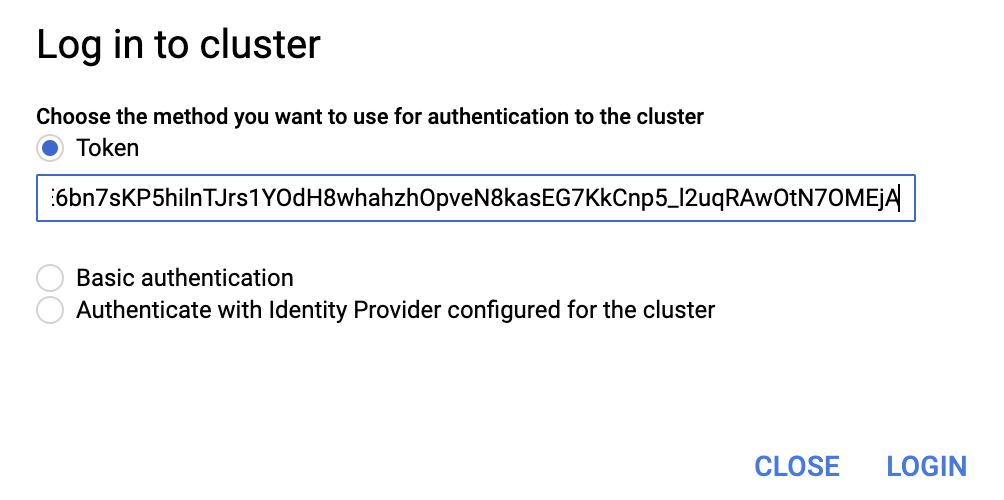 Log in to cluster
Choose the method you want to use for authentication to the cluster
Token
6bn7sKP5hilnTJrs1YOdH8whahzhOpveN8kasEG7KkCnp5_l2uqRAwOtN7OMEjA
Basic authentication
Authenticate with Identity Provider configured for the cluster
CLOSE LOGIN